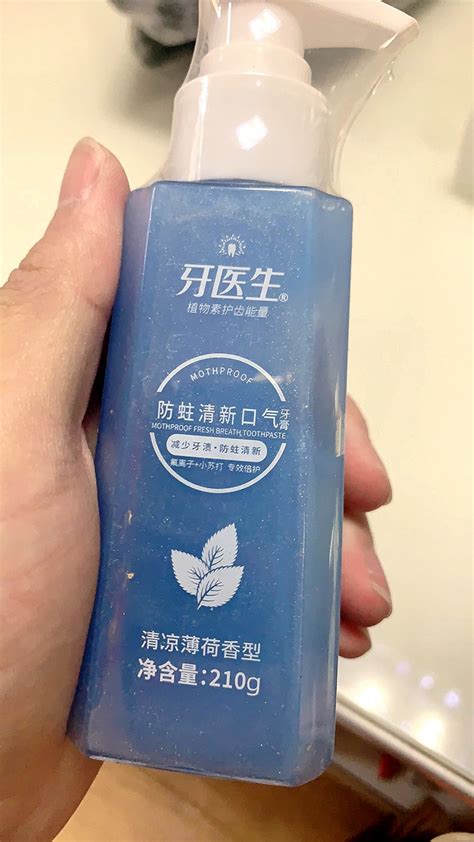 牙医生®
植物素护齿能量
MOTHPROOF
防蛀清新口气牙膏
MOTHPROOF FRESH BREATH TOOTHPASTE
减少牙渍·防蛀清新
氟离子+小苏打 专效倍护
清凉薄荷香型
净含量:210g